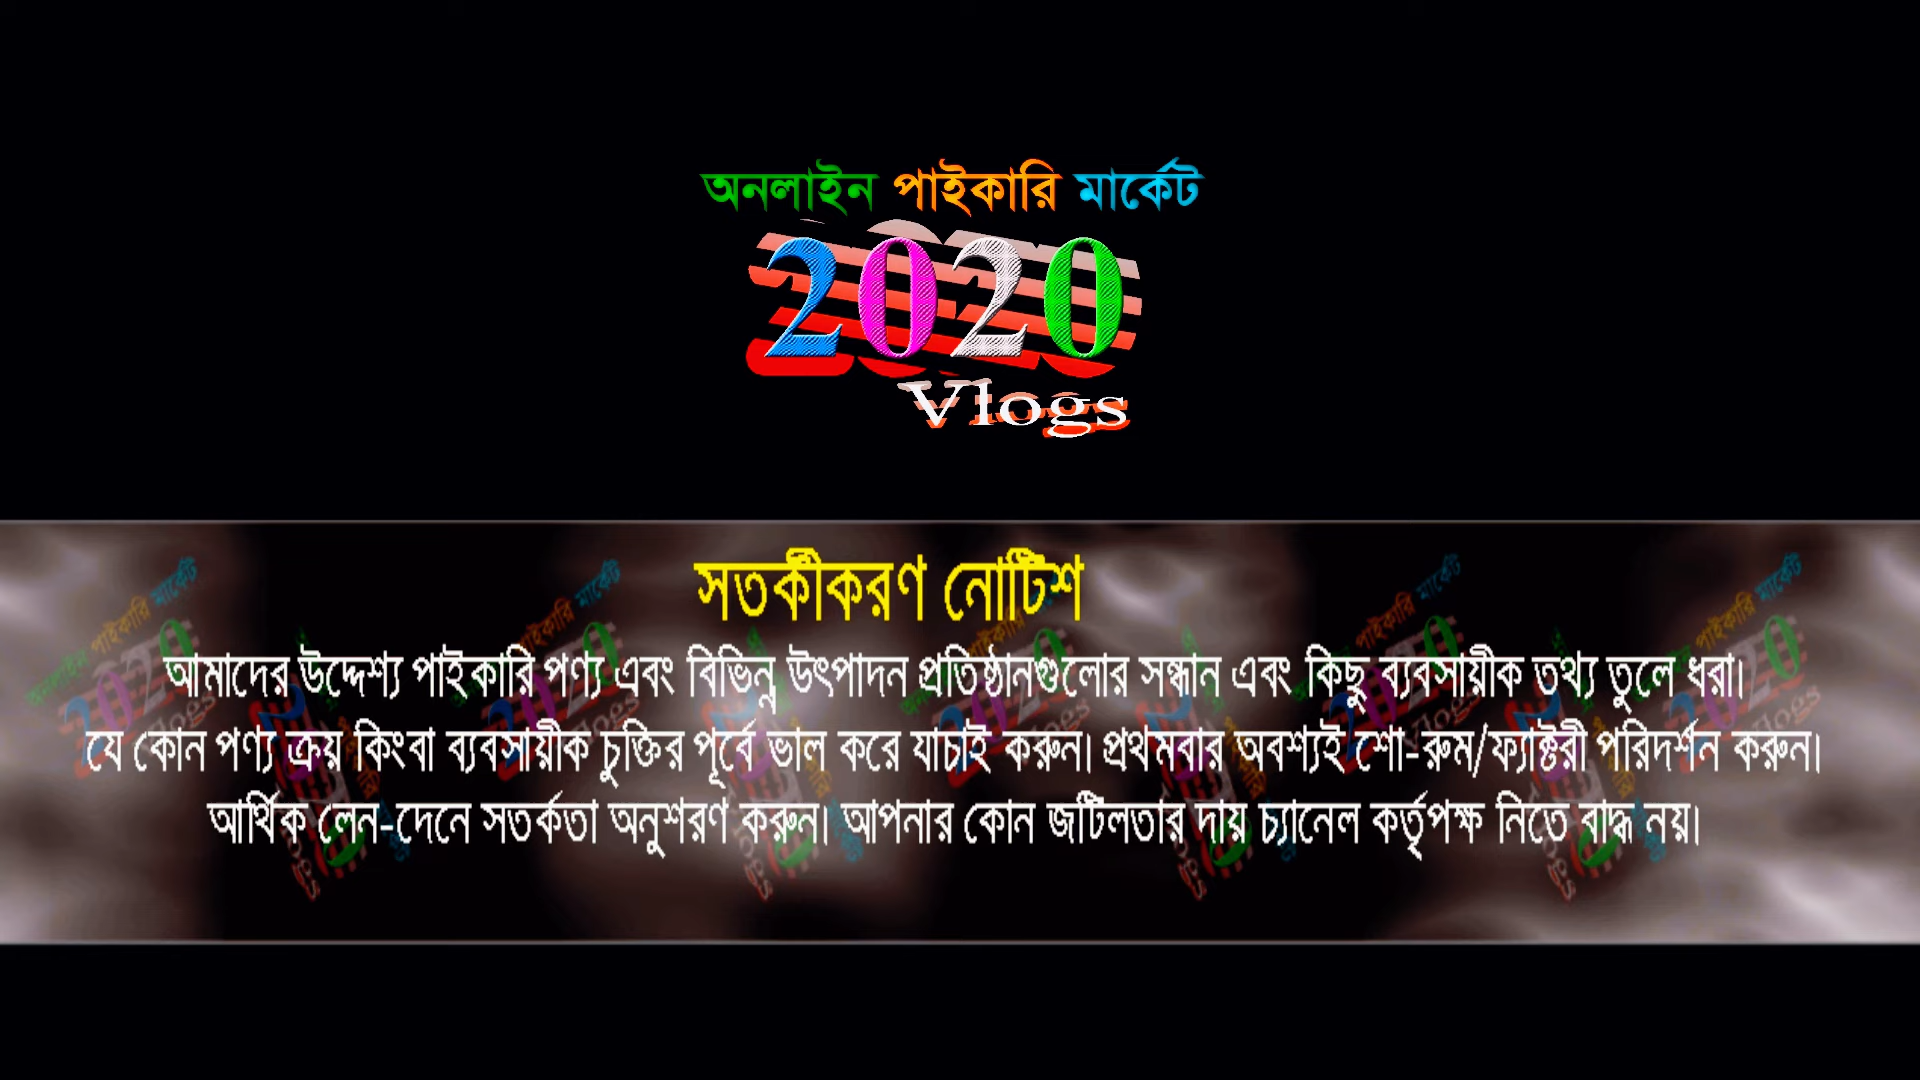 অনলাইন পাইকারি মার্কেট
2020
Vlogs
সতর্কীকরণ নোটিশ
আমাদের উদ্দেশ্য পাইকারি পণ্য এবং বিভিন্ন উৎপাদন প্রতিষ্ঠানগুলোর সন্ধান এবং কিছু ব্যবসায়ীক তথ্য তুলে ধরা।
যে কোন পণ্য ক্রয় কিংবা ব্যবসায়ীক চুক্তির পূর্বে ভাল করে যাচাই করুন। প্রথমবার অবশ্যই শো-রুম/ফ্যাক্টরী পরিদর্শন করুন।
আর্থিক লেন-দেনে সতর্কতা অনুশরণ করুন। আপনার কোন জটিলতার দায় চ্যানেল কর্তৃপক্ষ নিতে বাদ্ধ নয়।